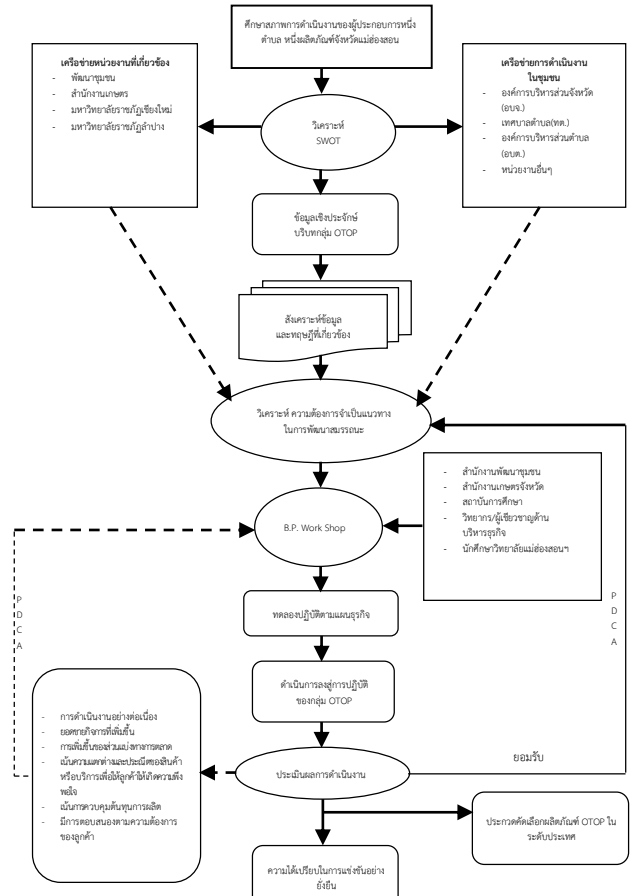 ศึกษาสภาพการดำเนินงานของผู้ประกอบการหนึ่ง
ตำบล หนึ่งผลิตภัณฑ์จังหวัดแม่ฮ่องสอน
เครือข่ายหน่วยงานที่เกี่ยวข้อง
- พัฒนาชุมชน
- สำนักงานเกษตร
- มหาวิทยาลัยราชภัฏเชียงใหม่
- มหาวิทยาลัยราชภัฏลำปาง
วิเคราะห์
SWOT
เครือข่ายการดำเนินงาน
ในชุมชน
- องค์การบริหารส่วนจังหวัด
(อบจ.)
- เทศบาลตำบล(ทต.)
- องค์การบริหารส่วนตำบล
(อบต.)
- หน่วยงานอื่นๆ
ข้อมูลเชิงประจักษ์
บริบทกลุ่ม OTOP
สังเคราะห์ข้อมูล
และทฤษฎีที่เกี่ยวข้อง
วิเคราะห์ ความต้องการจำเป็นแนวทาง
ในการพัฒนาสมรรถนะ
B.P. Work Shop
- สำนักงานพัฒนาชุมชน
- สำนักงานเกษตรจังหวัด
- สถาบันการศึกษา
- วิทยากร/ผู้เชียวชาญด้าน
บริหารธุรกิจ
- นักศึกษาวิทยาลัยแม่ฮ่องสอนฯ
P
D
C
A
P
D
C
A
ทดลองปฏิบัติตามแผนธุรกิจ
ดำเนินการลงสู่การปฏิบัติ
ของกลุ่ม OTOP
- การดำเนินงานอย่างต่อเนื่อง
- ยอดขายกิจการที่เพิ่มขึ้น
- การเพิ่มขึ้นของส่วนแบ่งทางการตลาด
- เน้นความแตกต่างและประณีตของสินค้า
หรือบริการเพื่อให้ลูกค้าให้เกิดความพึง
พอใจ
- เน้นการควบคุมต้นทุนการผลิต
- มีการตอบสนองตามความต้องการ
ของลูกค้า
ประเมินผลการดำเนินงาน
ยอมรับ
ประกวดคัดเลือกผลิตภัณฑ์ OTOP ใน
ระดับประเทศ
ความได้เปรียบในการแข่งขันอย่าง
ยั่งยืน